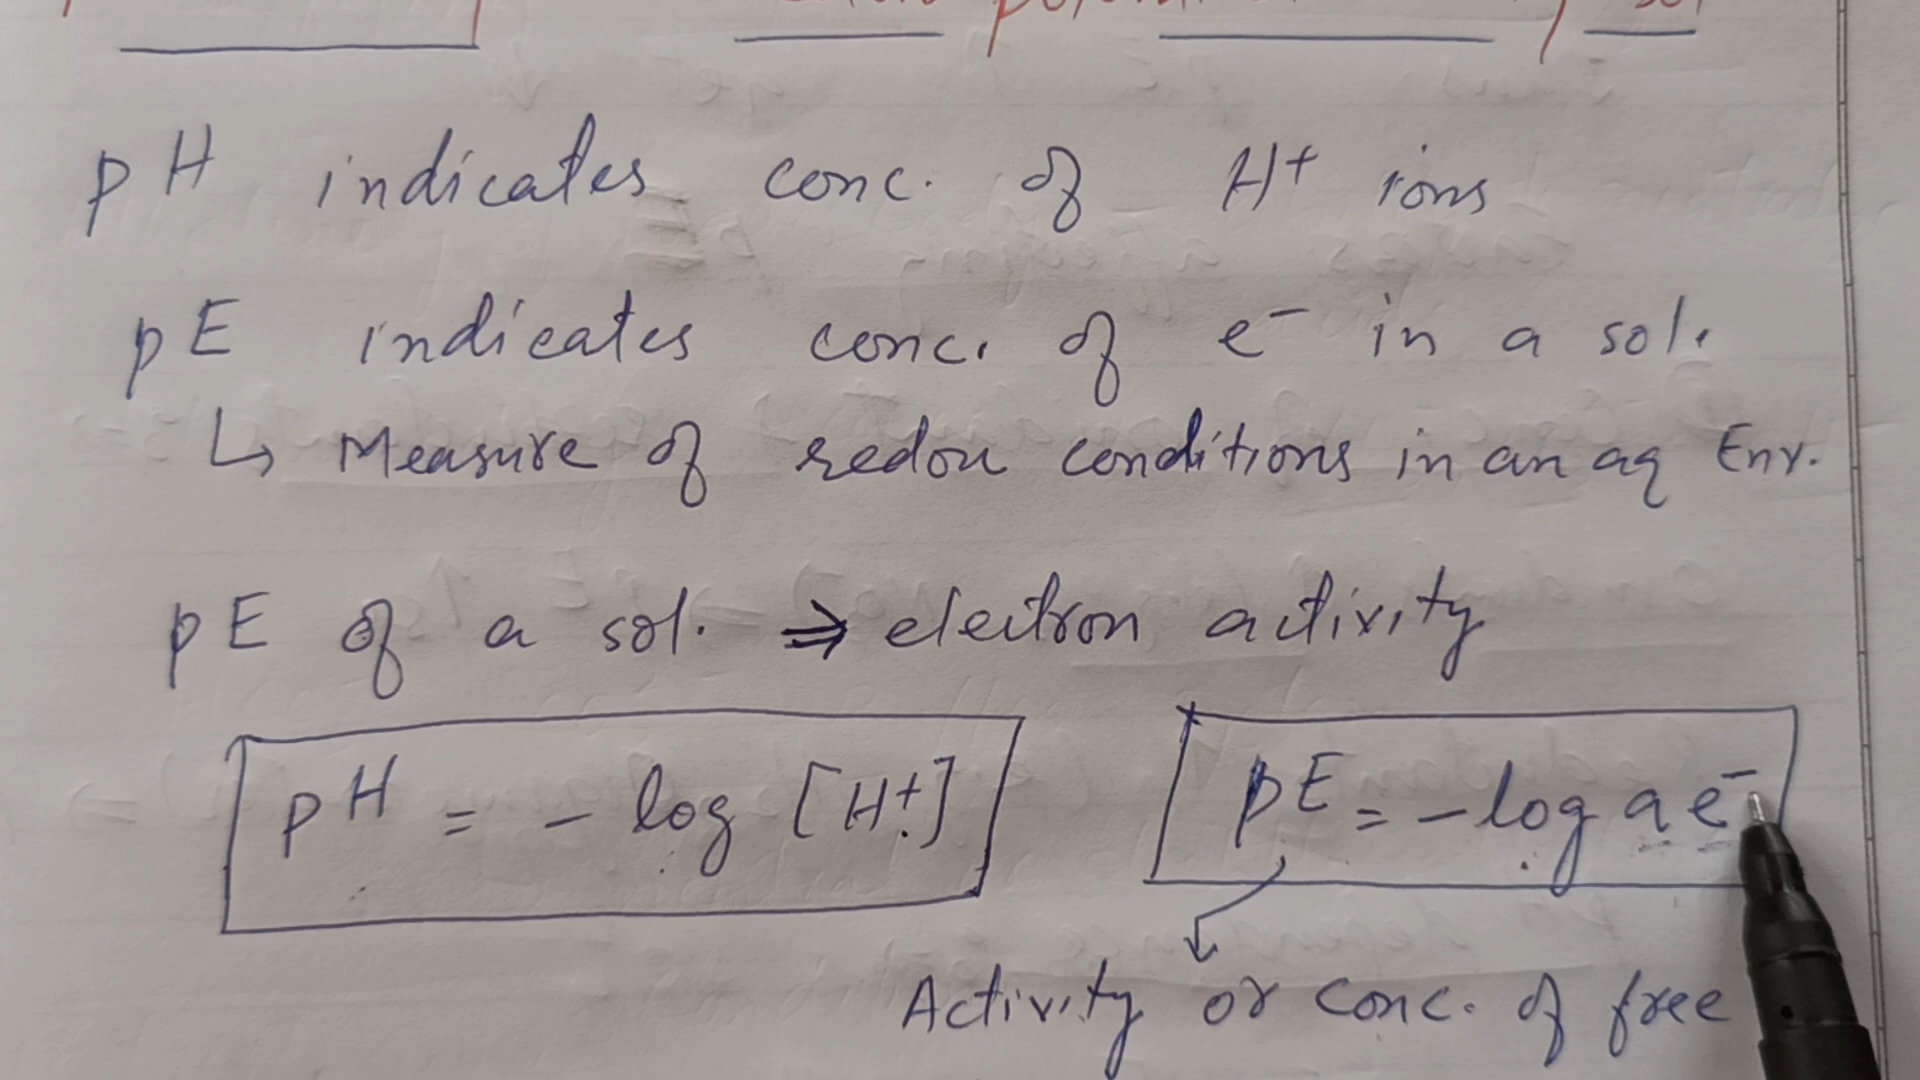 pH indicates conc. of H⁺ ions
pE indicates conc. of e⁻ in a sol.
↳ Measure of redox conditions in an aq Env.
pE of a sol. ⇒ electron activity
pH = - log [H⁺]
pE = - log a e⁻
Activity or conc. of free